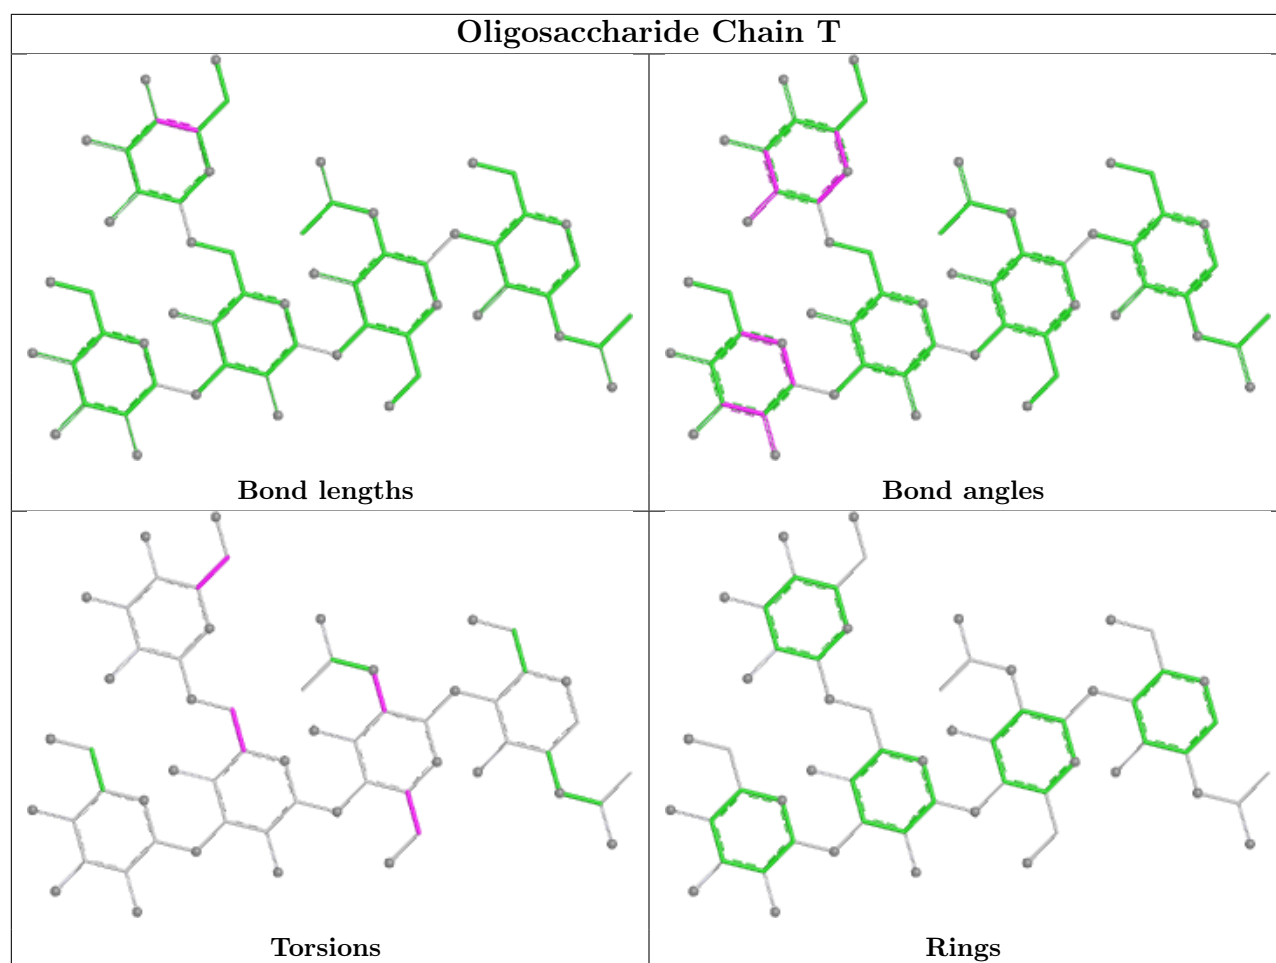 Oligosaccharide Chain T
Bond lengths
Bond angles
Torsions
Rings